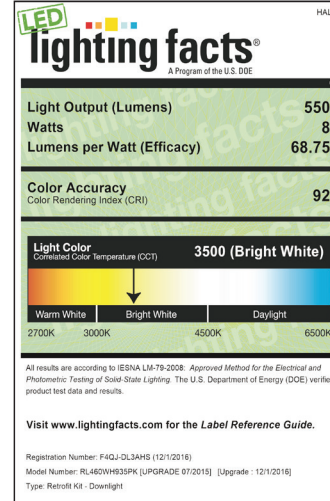 HAL
LED
lighting facts®
A Program of the U.S. DOE
Light Output (Lumens) 550
Watts 8
Lumens per Watt (Efficacy) 68.75
Color Accuracy 92
Color Rendering Index (CRI)
Light Color 3500 (Bright White)
Correlated Color Temperature (CCT)
Warm White Bright White Daylight
2700K 3000K 4500K 6500K
All results are according to IESNA LM-79-2008: Approved Method for the Electrical and
Photometric Testing of Solid-State Lighting. The U.S. Department of Energy (DOE) verifie
product test data and results.
Visit www.lightingfacts.com for the Label Reference Guide.
Registration Number: F4QJ-DL3AHS (12/1/2016)
Model Number: RL460WH935PK [UPGRADE 07/2015] [Upgrade : 12/1/2016]
Type: Retrofit Kit - Downlight